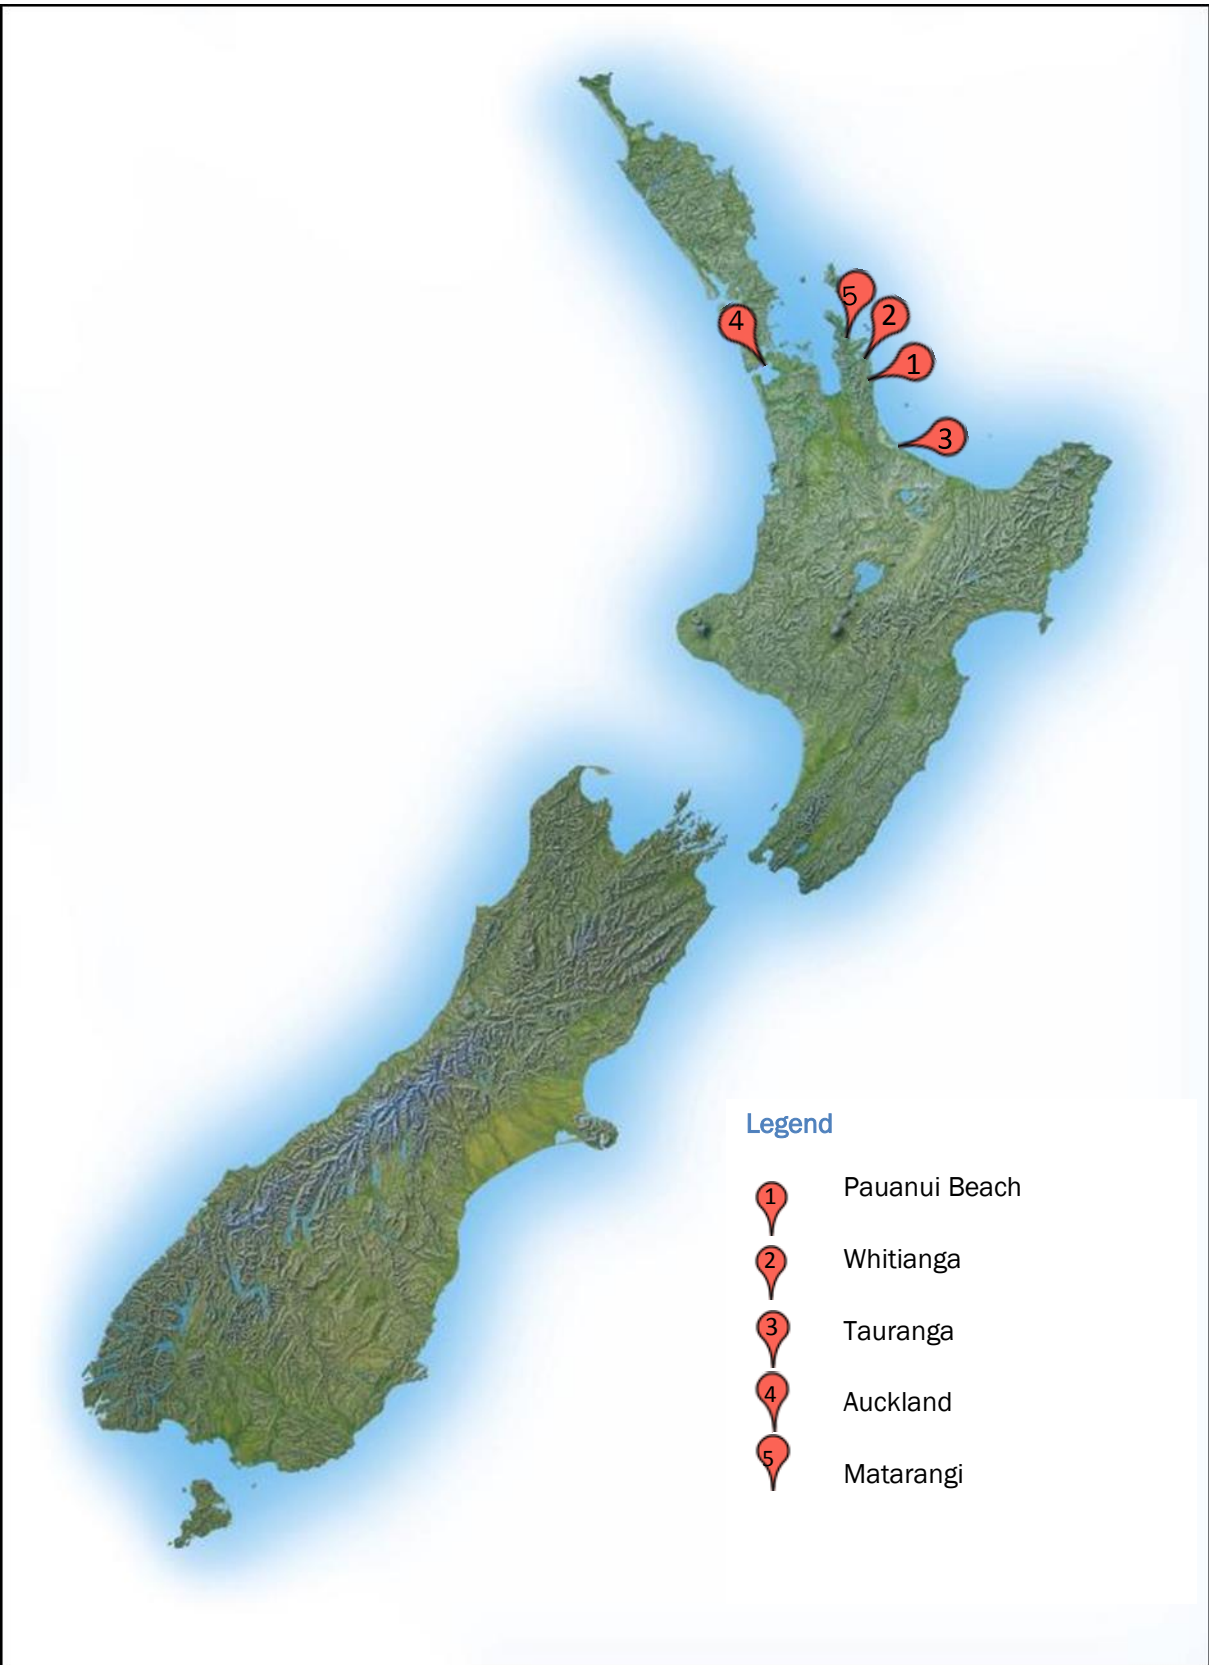 5
2
4
1
3
Legend
1 Pauanui Beach
2 Whitianga
3 Tauranga
4 Auckland
5 Matarangi